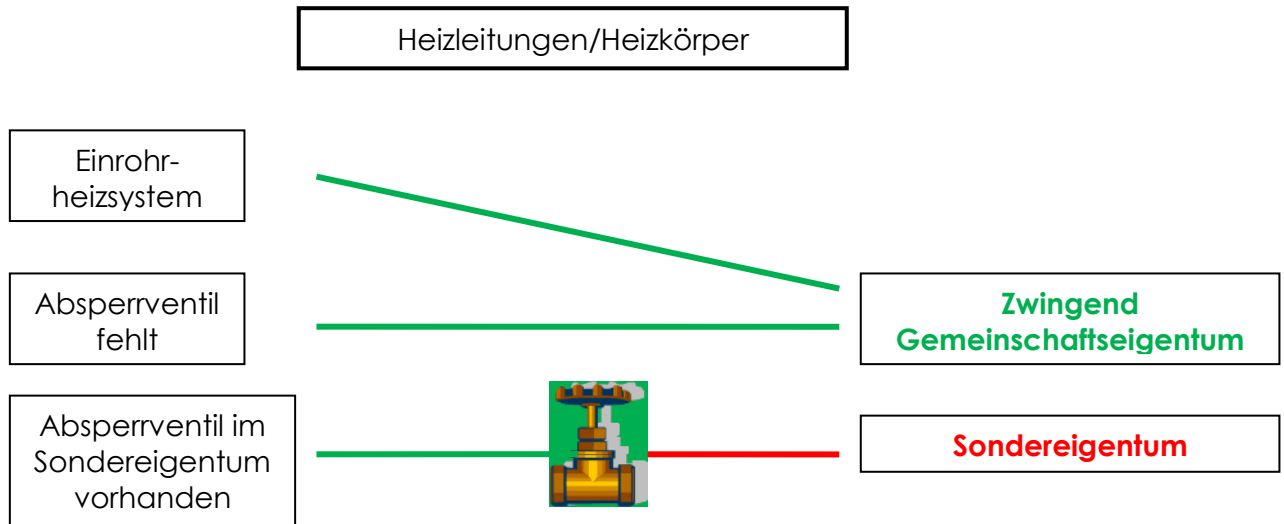 Heizleitungen/Heizkörper
Einrohr-
heizsystem
Absperrventil
fehlt
Zwingend
Gemeinschaftseigentum
Absperrventil im
Sondereigentum
vorhanden
Sondereigentum